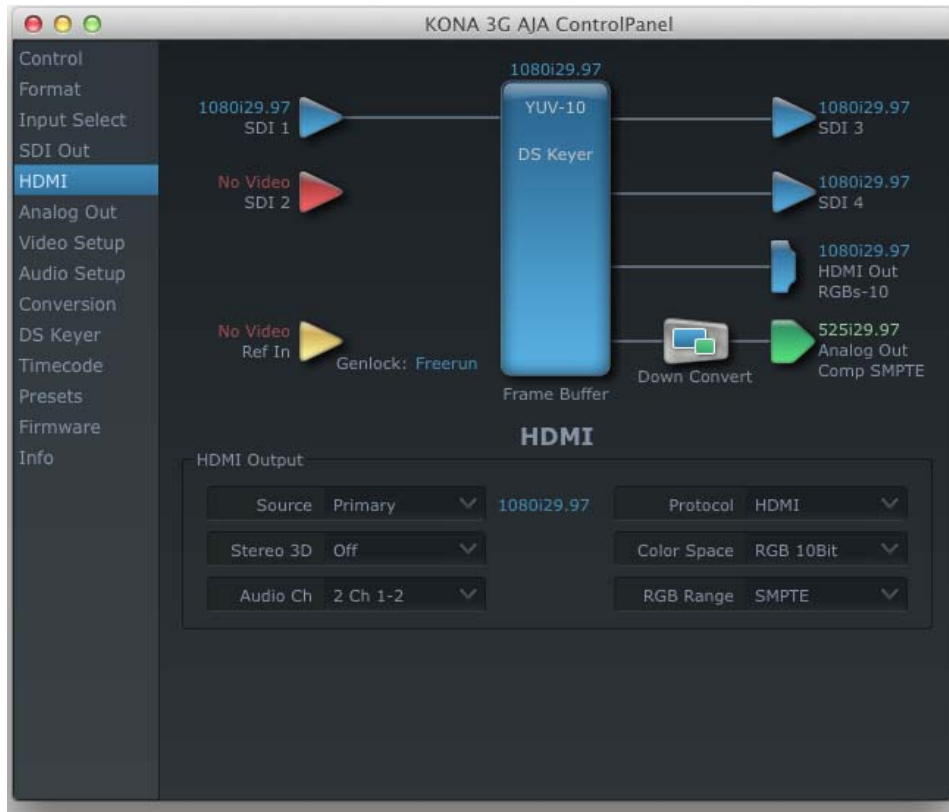 KONA 3G AJA ControlPanel
Control
Format
Input Select
SDI Out
HDMI
Analog Out
Video Setup
Audio Setup
Conversion
DS Keyer
Timecode
Presets
Firmware
Info
1080i29.97
SDI 1
No Video
SDI 2
No Video
Ref In
Genlock: Freerun
1080i29.97
YUV-10
DS Keyer
Frame Buffer
1080i29.97
SDI 3
1080i29.97
SDI 4
1080i29.97
HDMI Out
RGBs-10
Down Convert
525i29.97
Analog Out
Comp SMPTE
HDMI
HDMI Output
Source Primary 1080i29.97 Protocol HDMI
Stereo 3D Off Color Space RGB 10Bit
Audio Ch 2 Ch 1-2 RGB Range SMPTE